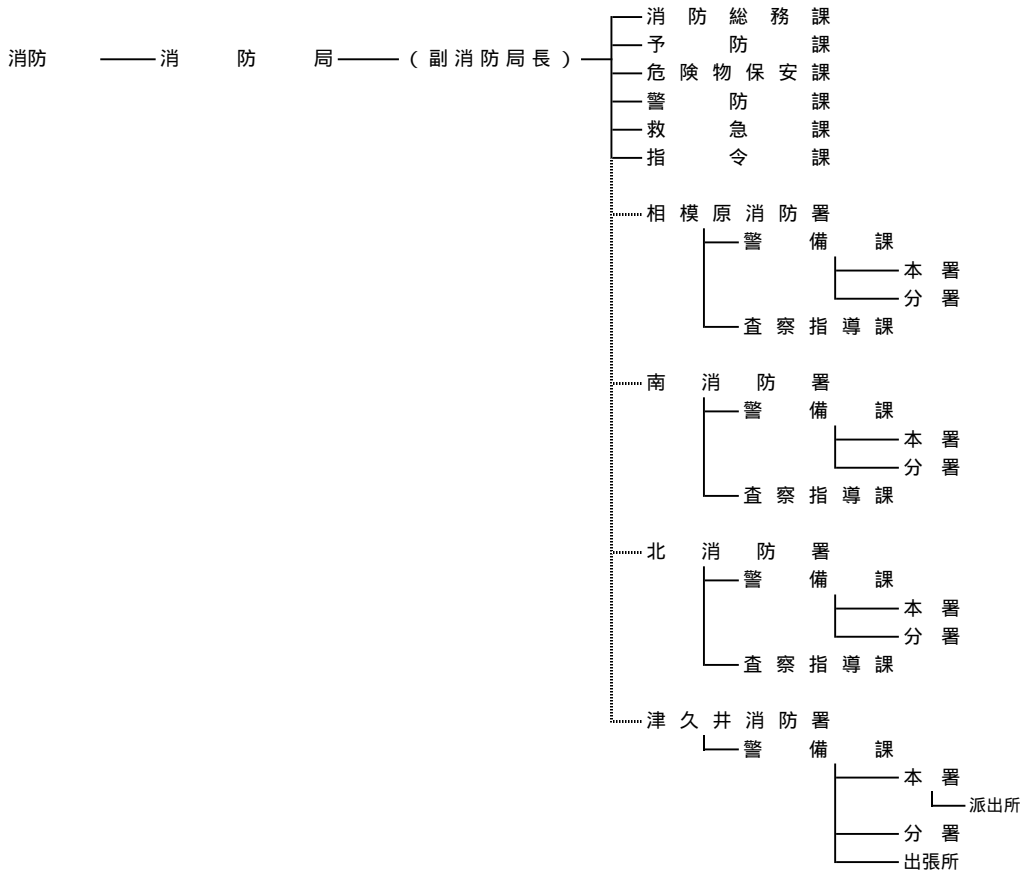 消防総務課
消防 消防局 (副消防局長) 予防課
危険物保安課
警防課
救急課
指令課
相模原消防署
警備課
本署
分署
査察指導課
南消防署
警備課
本署
分署
査察指導課
北消防署
警備課
本署
分署
査察指導課
津久井消防署
警備課
本署
派出所
分署
出張所